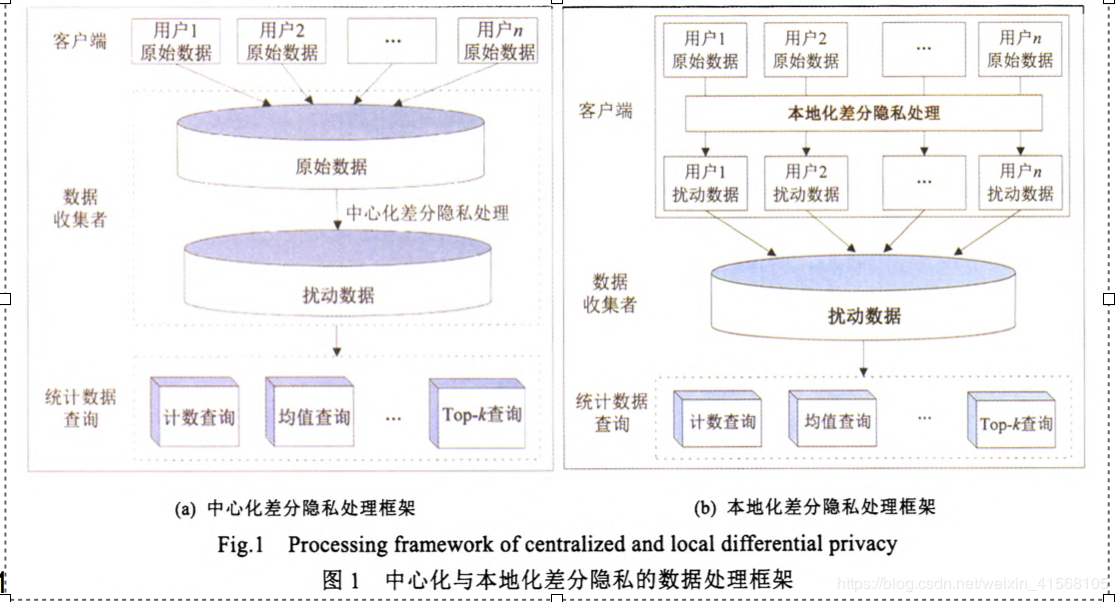 客户端
用户1
原始数据
用户2
原始数据
...
用户n
原始数据
数据
收集者
原始数据
中心化差分隐私处理
扰动数据
统计数据
查询
计数查询
均值查询
...
Top-k查询
(a) 中心化差分隐私处理框架
客户端
用户1
原始数据
用户2
原始数据
...
用户n
原始数据
本地化差分隐私处理
用户1
扰动数据
用户2
扰动数据
...
用户n
扰动数据
数据
收集者
扰动数据
统计数据
查询
计数查询
均值查询
...
Top-k查询
(b) 本地化差分隐私处理框架
Fig.1 Processing framework of centralized and local differential privacy
图 1 中心化与本地化差分隐私的数据处理框架
1
https://blog.csdn.net/weixin_41568105